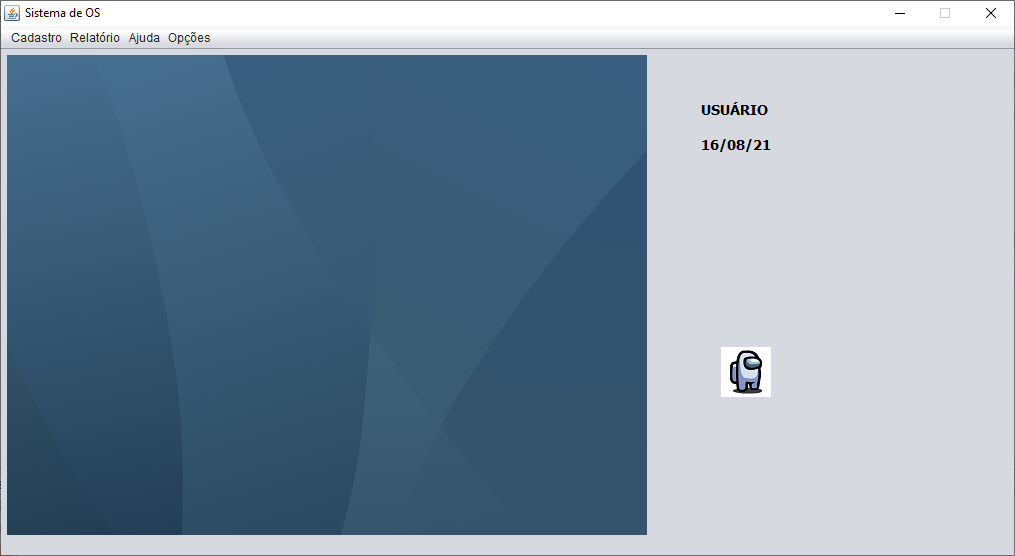 Sistema de OS
Cadastro Relatório Ajuda Opções
USUÁRIO
16/08/21